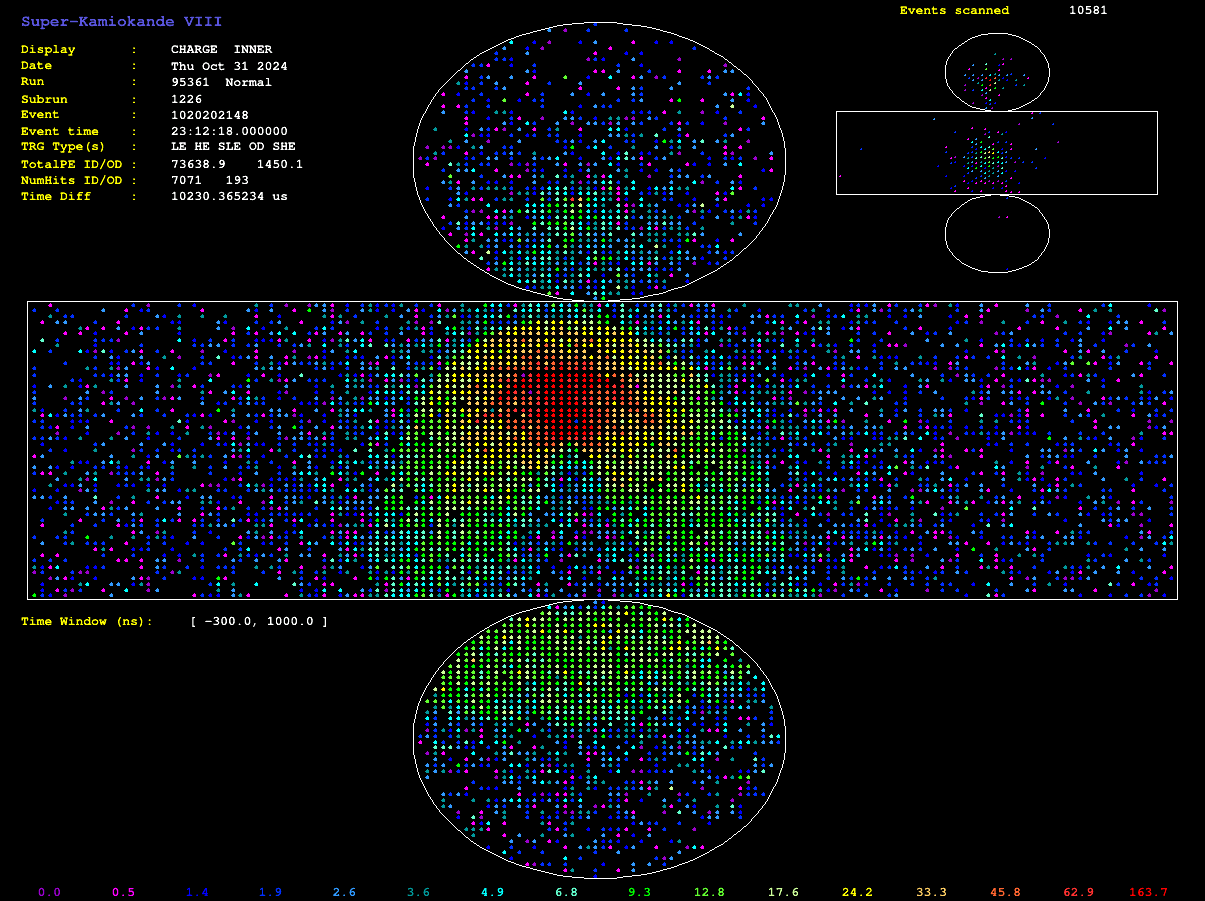 Super-Kamiokande VIII
Display : CHARGE INNER
Date : Thu Oct 31 2024
Run : 95361 Normal
Subrun : 1226
Event : 1020202148
Event time : 23:12:18.000000
TRG Type(s) : LE HE SLE OD SHE
TotalPE ID/OD : 73638.9 1450.1
NumHits ID/OD : 7071 193
Time Diff : 10230.365234 us
Events scanned 10581
Time Window (ns): [ -300.0, 1000.0 ]
0.0 0.5 1.4 1.9 2.6 3.6 4.9 6.8 9.3 12.8 17.6 24.2 33.3 45.8 62.9 163.7